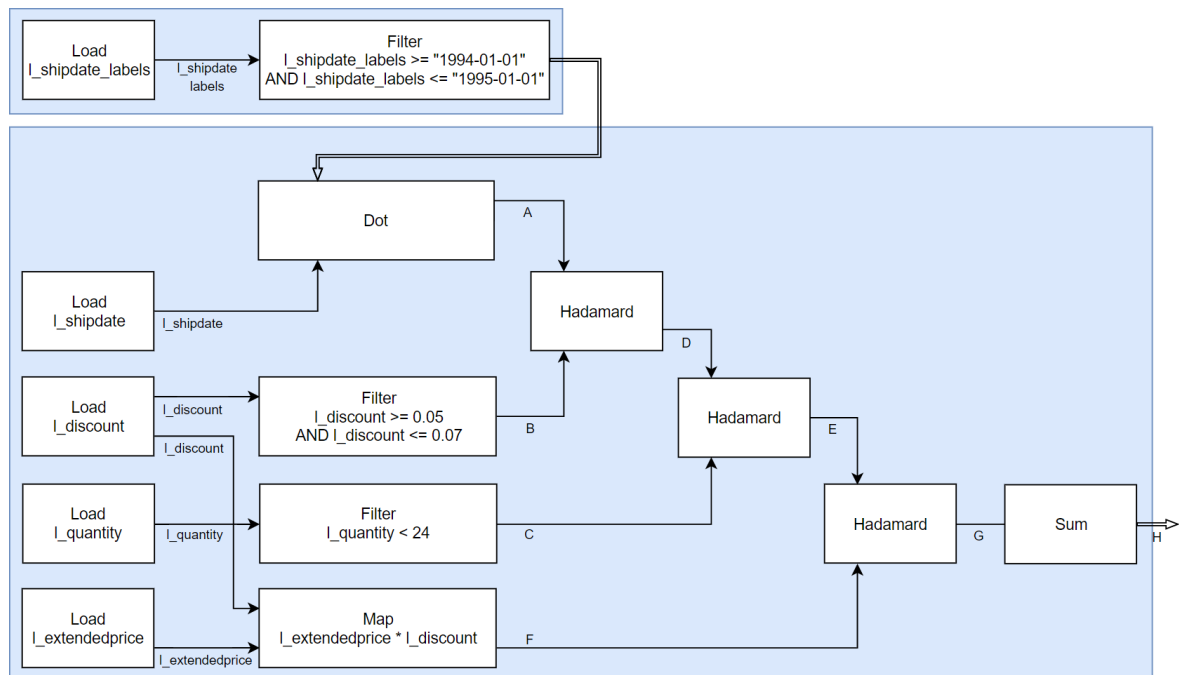 Load
l_shipdate_labels
l_shipdate
labels
Filter
l_shipdate_labels >= "1994-01-01"
AND l_shipdate_labels <= "1995-01-01"
Dot
A
Load
l_shipdate
l_shipdate
Hadamard
D
Load
l_discount
l_discount
l_discount
Filter
l_discount >= 0.05
AND l_discount <= 0.07
B
Hadamard
E
Load
l_quantity
l_quantity
Filter
l_quantity < 24
C
Hadamard
G
Sum
H
Load
l_extendedprice
l_extendedprice
Map
l_extendedprice * l_discount
F